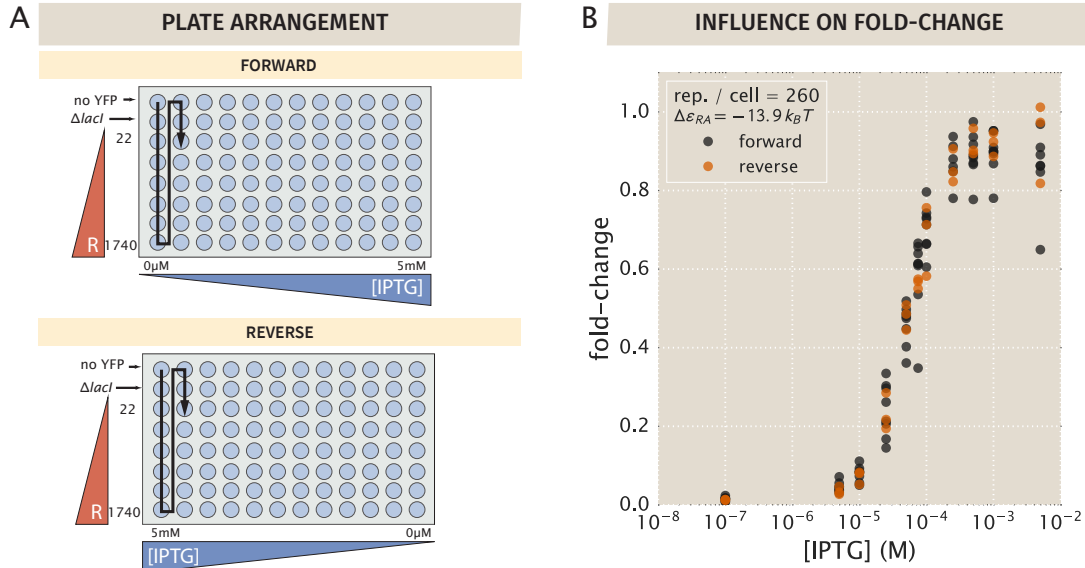 A
PLATE ARRANGEMENT
FORWARD
no YFP
ΔlacI
22
R
1740
0μM
5mM
[IPTG]
REVERSE
no YFP
ΔlacI
22
R
1740
5mM
0μM
[IPTG]
B
INFLUENCE ON FOLD-CHANGE
rep. / cell = 260
Δε_RA = −13.9 k_BT
forward
reverse
fold-change
1.0
0.8
0.6
0.4
0.2
0.0
10⁻⁸ 10⁻⁷ 10⁻⁶ 10⁻⁵ 10⁻⁴ 10⁻³ 10⁻²
[IPTG] (M)